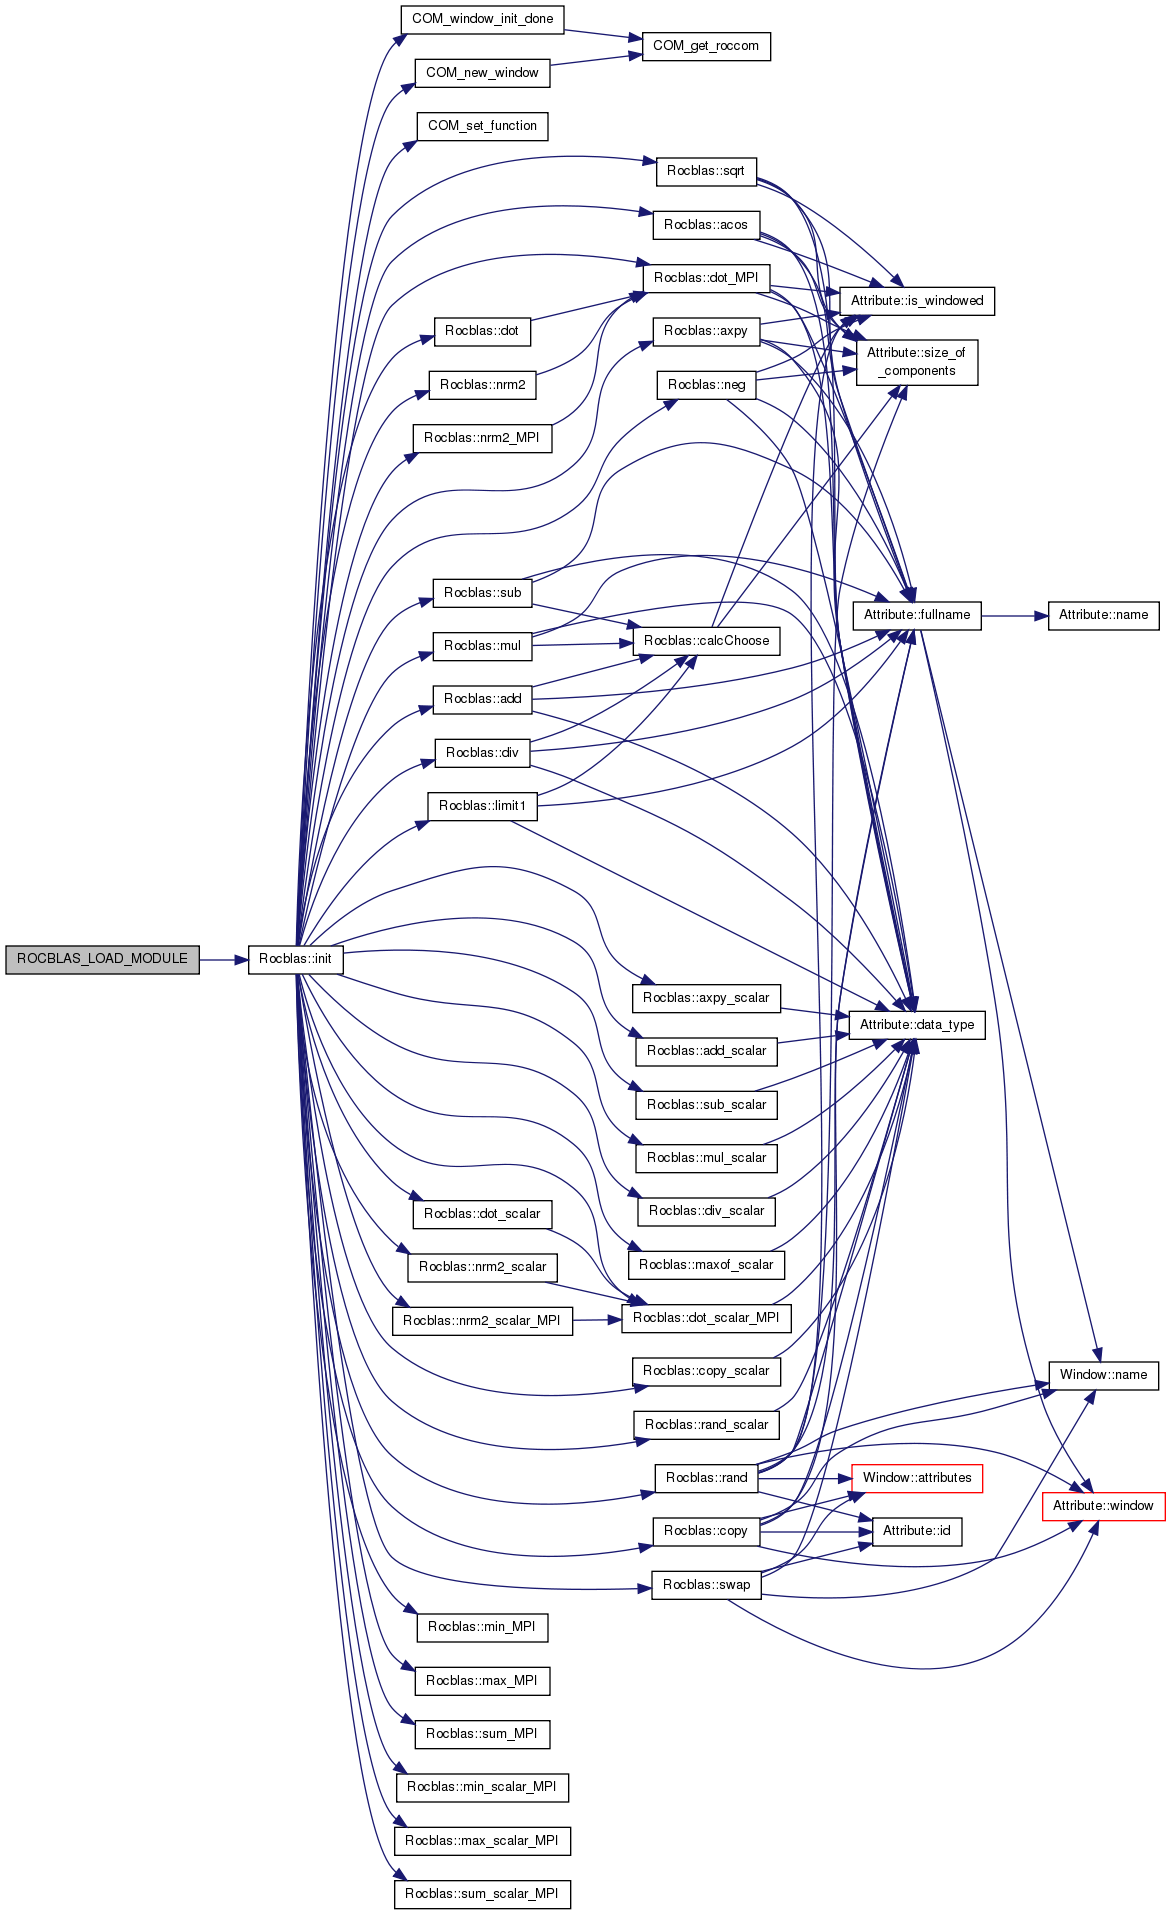 COM_window_init_done
COM_get_roccom
COM_new_window
COM_set_function
Rocblas::sqrt
Rocblas::acos
Rocblas::dot_MPI
Attribute::is_windowed
Rocblas::dot
Rocblas::axpy
Attribute::size_of
_components
Rocblas::nrm2
Rocblas::neg
Rocblas::nrm2_MPI
Rocblas::sub
Attribute::fullname
Attribute::name
Rocblas::mul
Rocblas::calcChoose
Rocblas::add
Rocblas::div
Rocblas::limit1
ROCBLAS_LOAD_MODULE
Rocblas::init
Rocblas::axpy_scalar
Attribute::data_type
Rocblas::add_scalar
Rocblas::sub_scalar
Rocblas::mul_scalar
Rocblas::dot_scalar
Rocblas::div_scalar
Rocblas::nrm2_scalar
Rocblas::maxof_scalar
Rocblas::nrm2_scalar_MPI
Rocblas::dot_scalar_MPI
Rocblas::copy_scalar
Window::name
Rocblas::rand_scalar
Rocblas::rand
Window::attributes
Attribute::window
Rocblas::copy
Attribute::id
Rocblas::swap
Rocblas::min_MPI
Rocblas::max_MPI
Rocblas::sum_MPI
Rocblas::min_scalar_MPI
Rocblas::max_scalar_MPI
Rocblas::sum_scalar_MPI